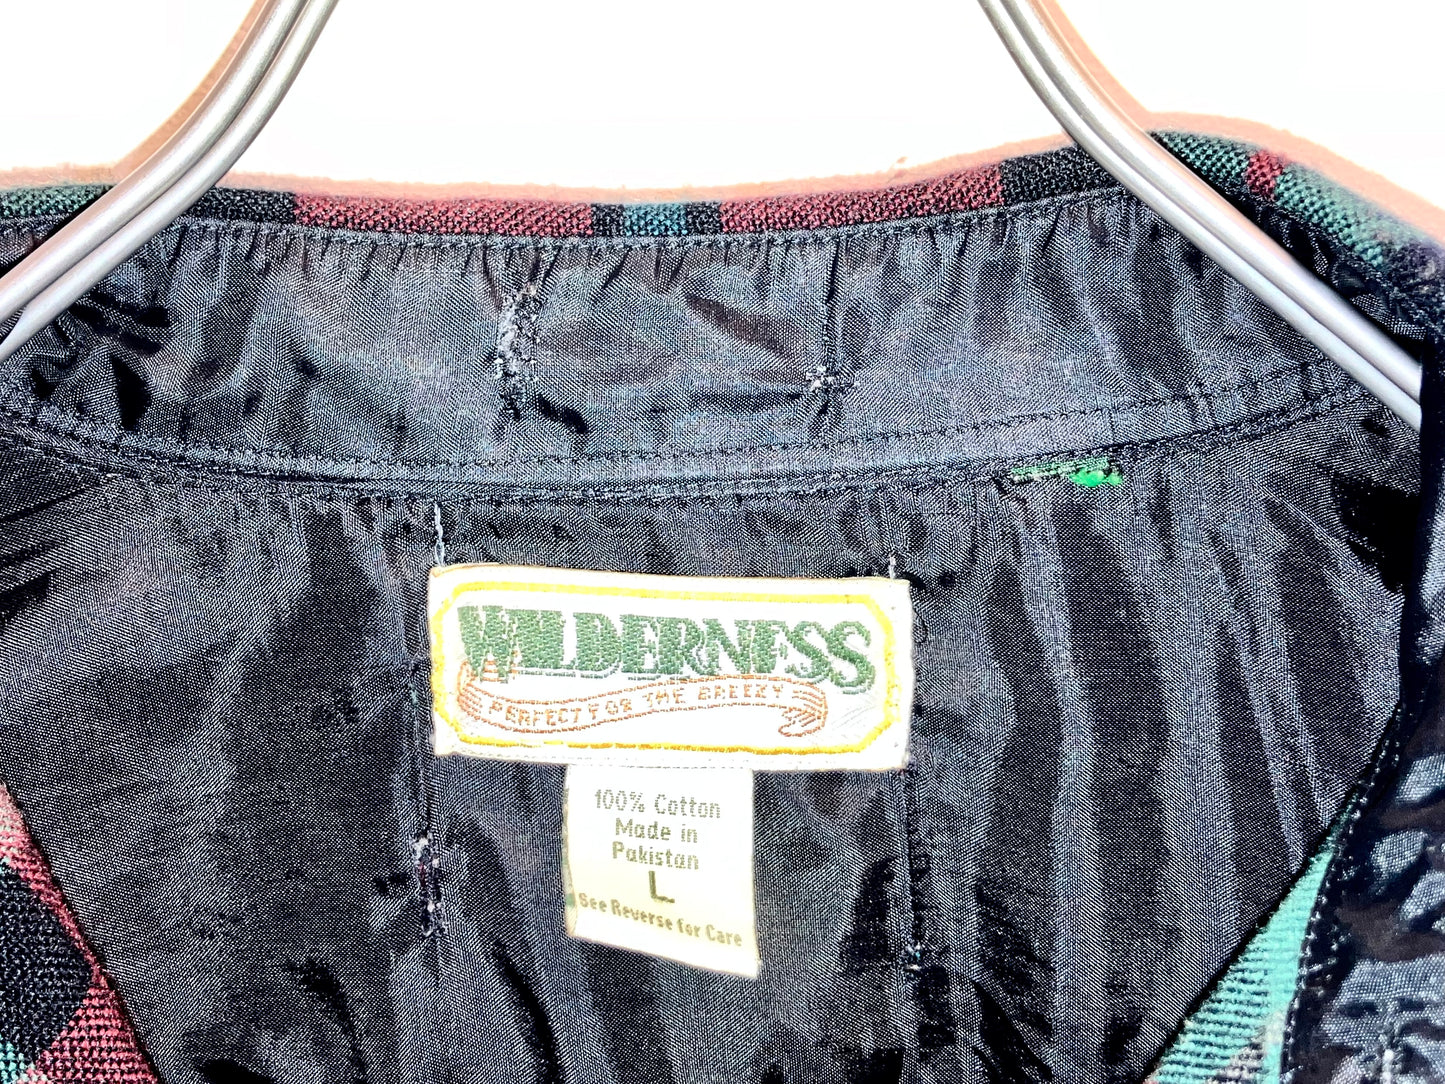 WILDERNESS
PERFECT FOR THE BREEZY
100% Cotton
Made in
Pakistan
L
See Reverse for Care